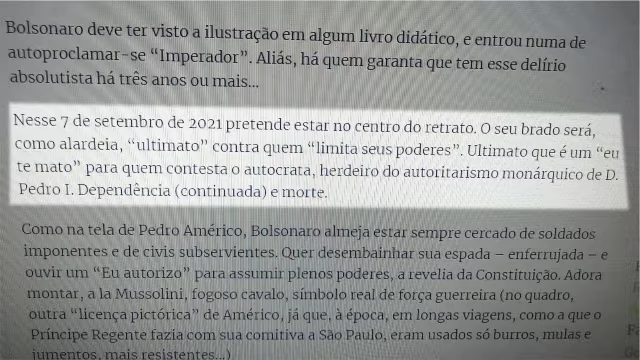 Bolsonaro deve ter visto a ilustração em algum livro didático, e entrou numa de
autoproclamar-se “Imperador”. Aliás, há quem garanta que tem esse delírio
absolutista há três anos ou mais...
Nesse 7 de setembro de 2021 pretende estar no centro do retrato. O seu brado será,
como alardeia, “ultimato” contra quem “limita seus poderes”. Ultimato que é um “eu
te mato” para quem contesta o autocrata, herdeiro do autoritarismo monárquico de D.
Pedro I. Dependência (continuada) e morte.
Como na tela de Pedro Américo, Bolsonaro almeja estar sempre cercado de soldados
imponentes e de civis subservientes. Quer desembainhar sua espada – enferrujada – e
ouvir um “Eu autorizo” para assumir plenos poderes, a revelia da Constituição. Adora
montar, a la Mussolini, fogoso cavalo, símbolo real de força guerreira (no quadro,
outra “licença pictórica” de Américo, já que, à época, em longas viagens, como a que o
Príncipe Regente fazia com sua comitiva a São Paulo, eram usados só burros, mulas e
jumentos, mais resistentes...)